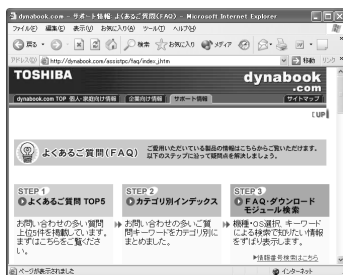 dynabook.com - サポート情報 よくあるご質問(FAQ) - Microsoft Internet Explorer
ファイル(F) 編集(E) 表示(V) お気に入り(A) ツール(T) ヘルプ(H)
戻る 検索 お気に入り メディア
アドレス(D) http://dynabook.com/assistpc/faq/index_j.htm 移動 リンク
TOSHIBA dynabook
.com
dynabook.com TOP 個人・家庭向け情報 企業向け情報 サポート情報 サイトマップ
[UP]
よくあるご質問(FAQ) ご愛用いただいている製品の情報はこちらからご覧いただけます。
以下のステップに沿って疑問点を解決しましょう。
STEP 1 STEP 2 STEP 3
よくあるご質問 TOP5 カテゴリ別インデックス FAQ・ダウンロード
モジュール検索
お問い合わせの多い質問 お問い合わせの多いご質 機種・OS選択、キーワード
上位5件を掲載しています。 問キーワードをカテゴリ別に による検索で知りたい情報
まずはこちらをご覧くださ まとめました。 をずばり表示します。
い。
情報番号検索はこちら
ページが表示されました インターネット